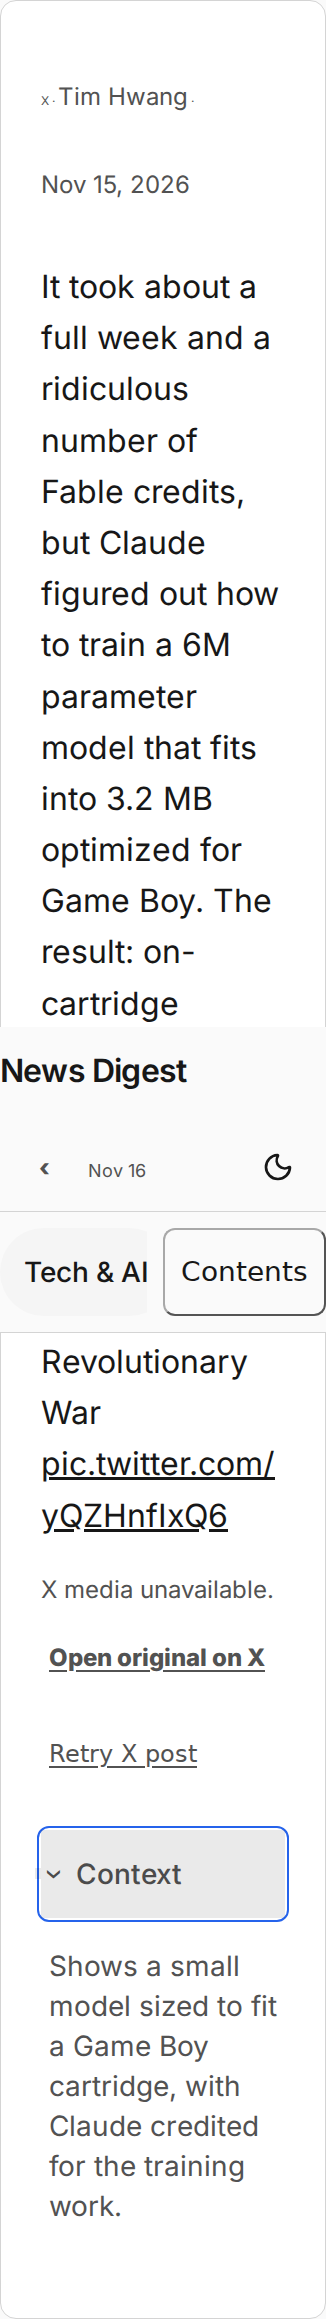 X · Tim Hwang ·
Nov 15, 2026
It took about a
full week and a
ridiculous
number of
Fable credits,
but Claude
figured out how
to train a 6M
parameter
model that fits
into 3.2 MB
optimized for
Game Boy. The
result: on-
cartridge
News Digest
‹ Nov 16
Tech & AI Contents
Revolutionary
War
pic.twitter.com/
yQZHnfIxQ6
X media unavailable.
Open original on X
Retry X post
Context
Shows a small
model sized to fit
a Game Boy
cartridge, with
Claude credited
for the training
work.